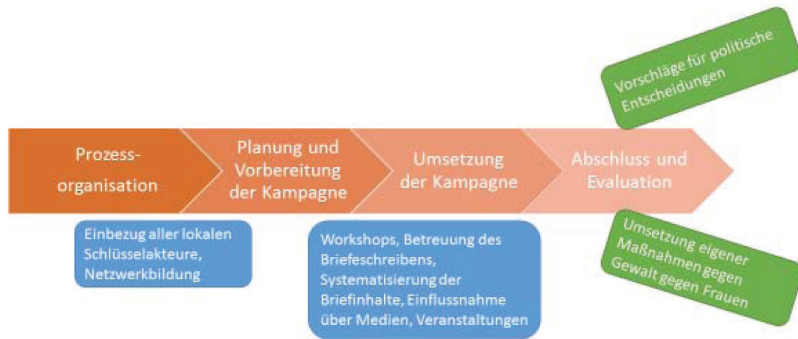 Vorschläge für politische
Entscheidungen
Prozess-
organisation
Planung und
Vorbereitung
der Kampagne
Umsetzung
der Kampagne
Abschluss und
Evaluation
Einbezug aller lokalen
Schlüsselakteure,
Netzwerkbildung
Workshops, Betreuung des
Briefeschreibens,
Systematisierung der
Briefinhalte, Einflussnahme
über Medien, Veranstaltungen
Umsetzung eigener
Maßnahmen gegen
Gewalt gegen Frauen